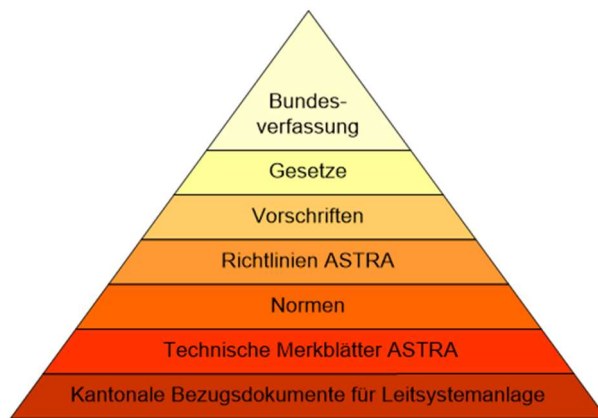 Bundes-
verfassung
Gesetze
Vorschriften
Richtlinien ASTRA
Normen
Technische Merkblätter ASTRA
Kantonale Bezugsdokumente für Leitsystemanlage